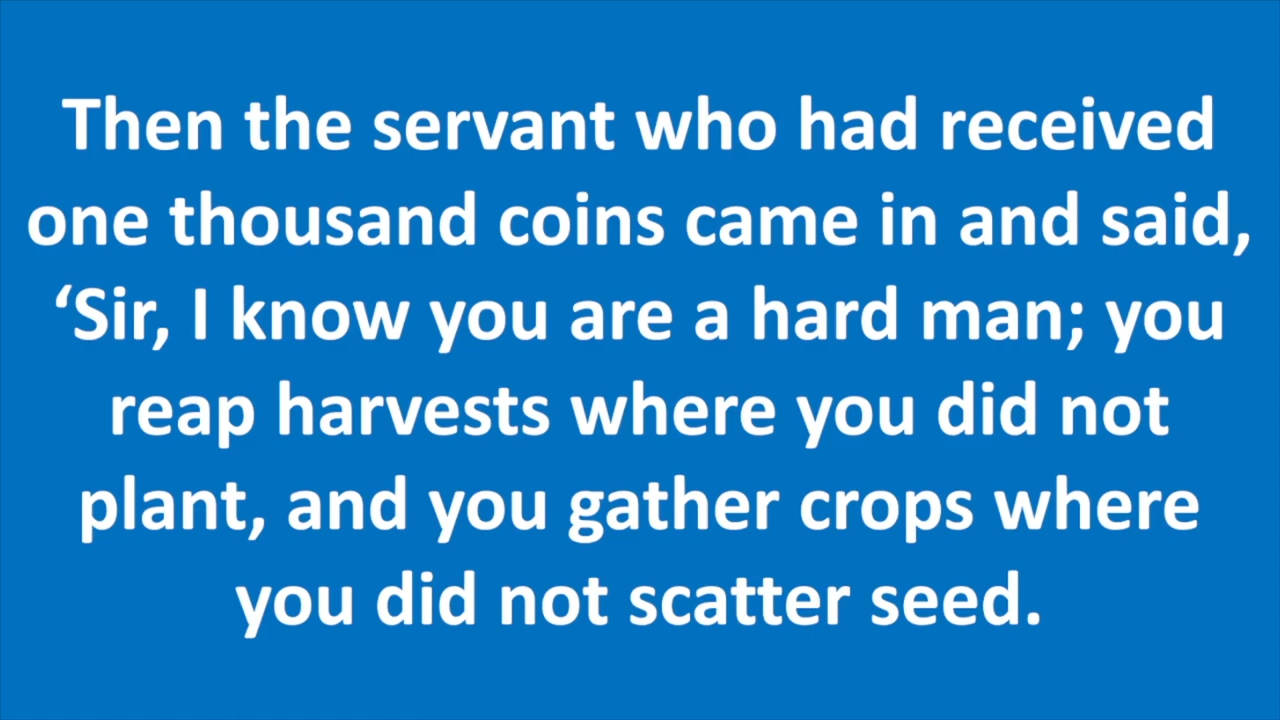 Then the servant who had received
one thousand coins came in and said,
‘Sir, I know you are a hard man; you
reap harvests where you did not
plant, and you gather crops where
you did not scatter seed.